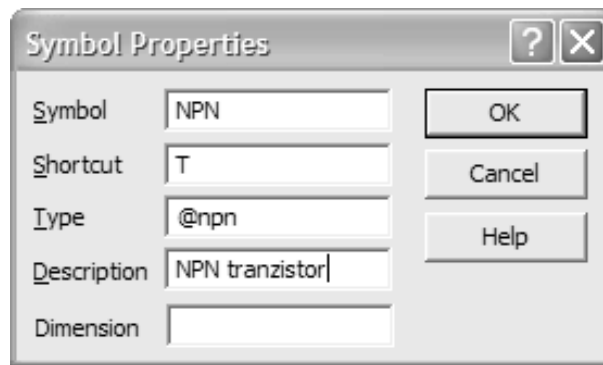 Symbol Properties
Symbol NPN OK
Shortcut T Cancel
Type @npn Help
Description NPN tranzistor
Dimension